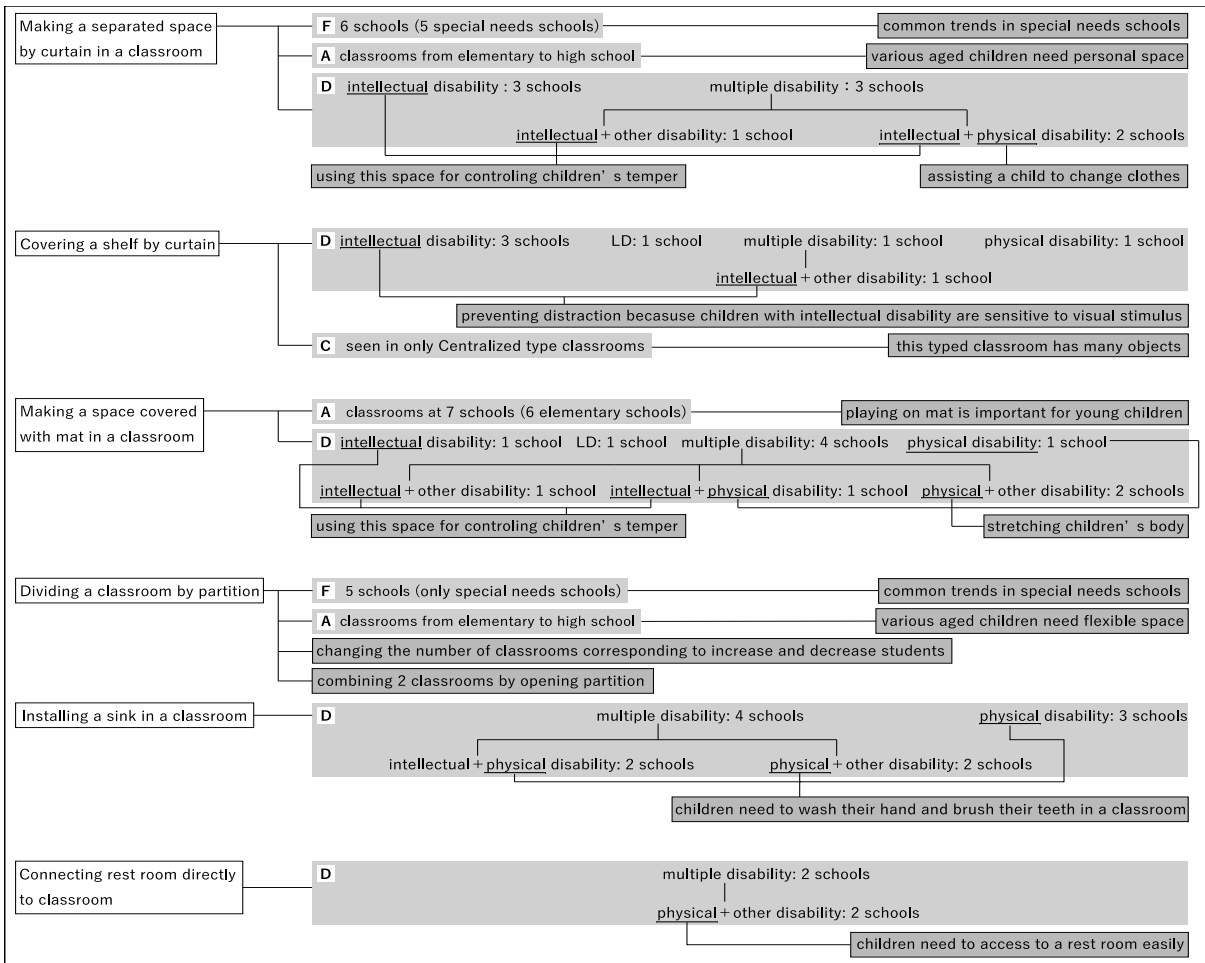 Making a separated space
by curtain in a classroom
F 6 schools (5 special needs schools)
common trends in special needs schools
A classrooms from elementary to high school
various aged children need personal space
D intellectual disability : 3 schools
multiple disability : 3 schools
intellectual + other disability: 1 school
intellectual + physical disability: 2 schools
using this space for controling children’s temper
assisting a child to change clothes
Covering a shelf by curtain
D intellectual disability: 3 schools
LD: 1 school
multiple disability: 1 school
physical disability: 1 school
intellectual + other disability: 1 school
preventing distraction becasuse children with intellectual disability are sensitive to visual stimulus
C seen in only Centralized type classrooms
this typed classroom has many objects
Making a space covered
with mat in a classroom
A classrooms at 7 schools (6 elementary schools)
playing on mat is important for young children
D intellectual disability: 1 school
LD: 1 school
multiple disability: 4 schools
physical disability: 1 school
intellectual + other disability: 1 school
intellectual + physical disability: 1 school
physical + other disability: 2 schools
using this space for controling children’s temper
stretching children’s body
Dividing a classroom by partition
F 5 schools (only special needs schools)
common trends in special needs schools
A classrooms from elementary to high school
various aged children need flexible space
changing the number of classrooms corresponding to increase and decrease students
combining 2 classrooms by opening partition
Installing a sink in a classroom
D multiple disability: 4 schools
physical disability: 3 schools
intellectual + physical disability: 2 schools
physical + other disability: 2 schools
children need to wash their hand and brush their teeth in a classroom
Connecting rest room directly
to classroom
D
multiple disability: 2 schools
physical + other disability: 2 schools
children need to access to a rest room easily